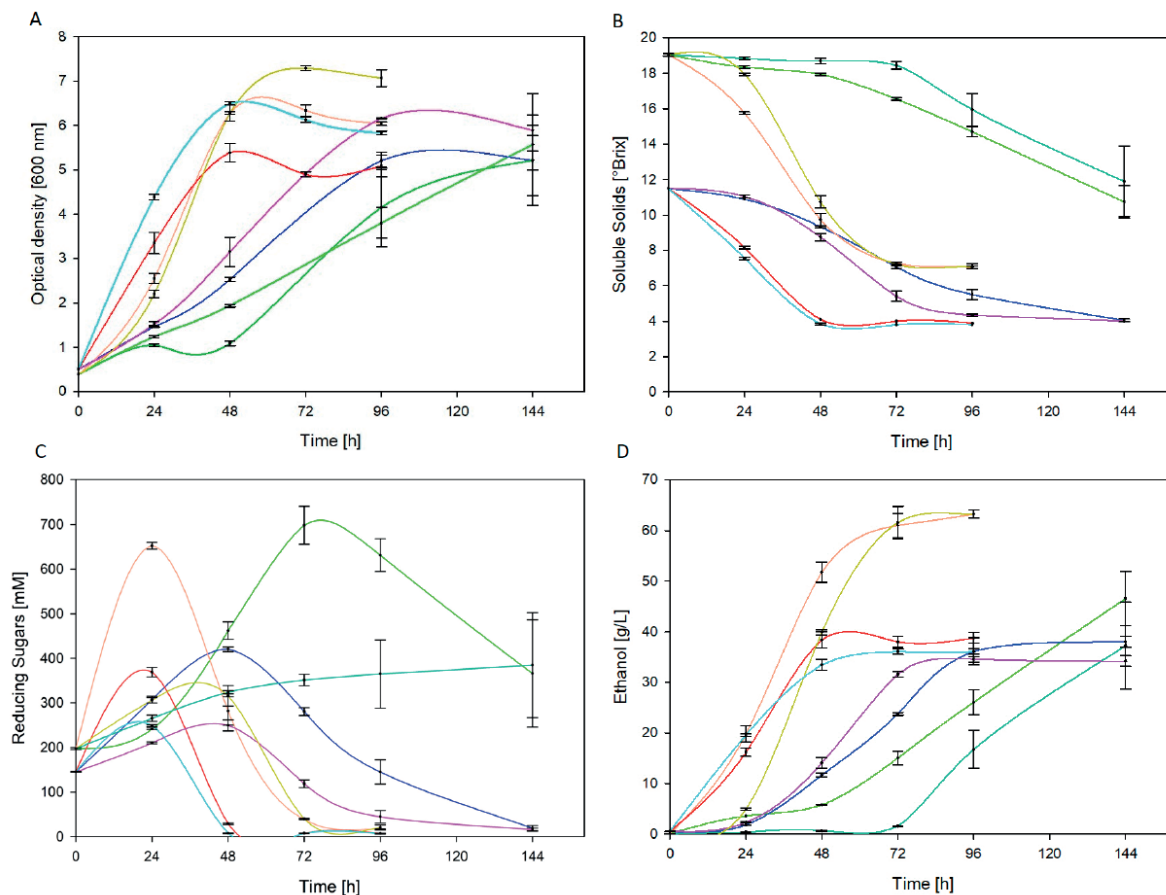 A
B
Optical density [600 nm]
8
7
6
5
4
3
2
1
0
0 24 48 72 96 120 144
Time [h]
Soluble Solids [°Brix]
20
18
16
14
12
10
8
6
4
2
0
0 24 48 72 96 120 144
Time [h]
C
D
Reducing Sugars [mM]
800
700
600
500
400
300
200
100
0
0 24 48 72 96 120 144
Time [h]
Ethanol [g/L]
70
60
50
40
30
20
10
0
0 24 48 72 96 120 144
Time [h]